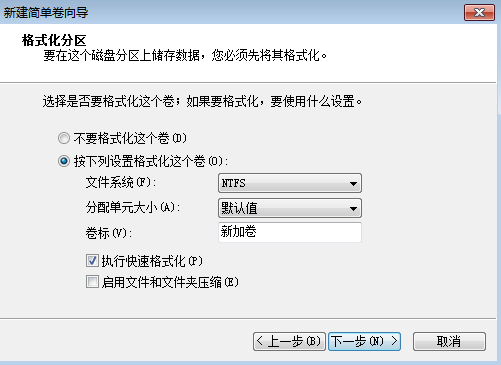 新建简单卷向导
格式化分区
要在这个磁盘分区上储存数据，您必须先将其格式化。
选择是否要格式化这个卷；如果要格式化，要使用什么设置。
不要格式化这个卷(D)
按下列设置格式化这个卷(O):
文件系统(F): NTFS
分配单元大小(A): 默认值
卷标(V): 新加卷
执行快速格式化(P)
启用文件和文件夹压缩(E)
< 上一步(B) 下一步(N) > 取消